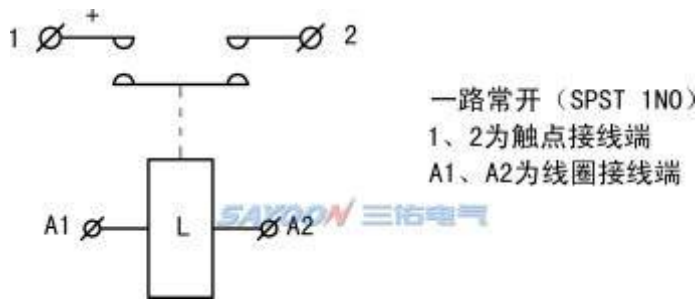 1 + 2
一路常开（SPST 1NO）
1、2为触点接线端
A1、A2为线圈接线端
A1 L A2
SAYOON 三佑电气